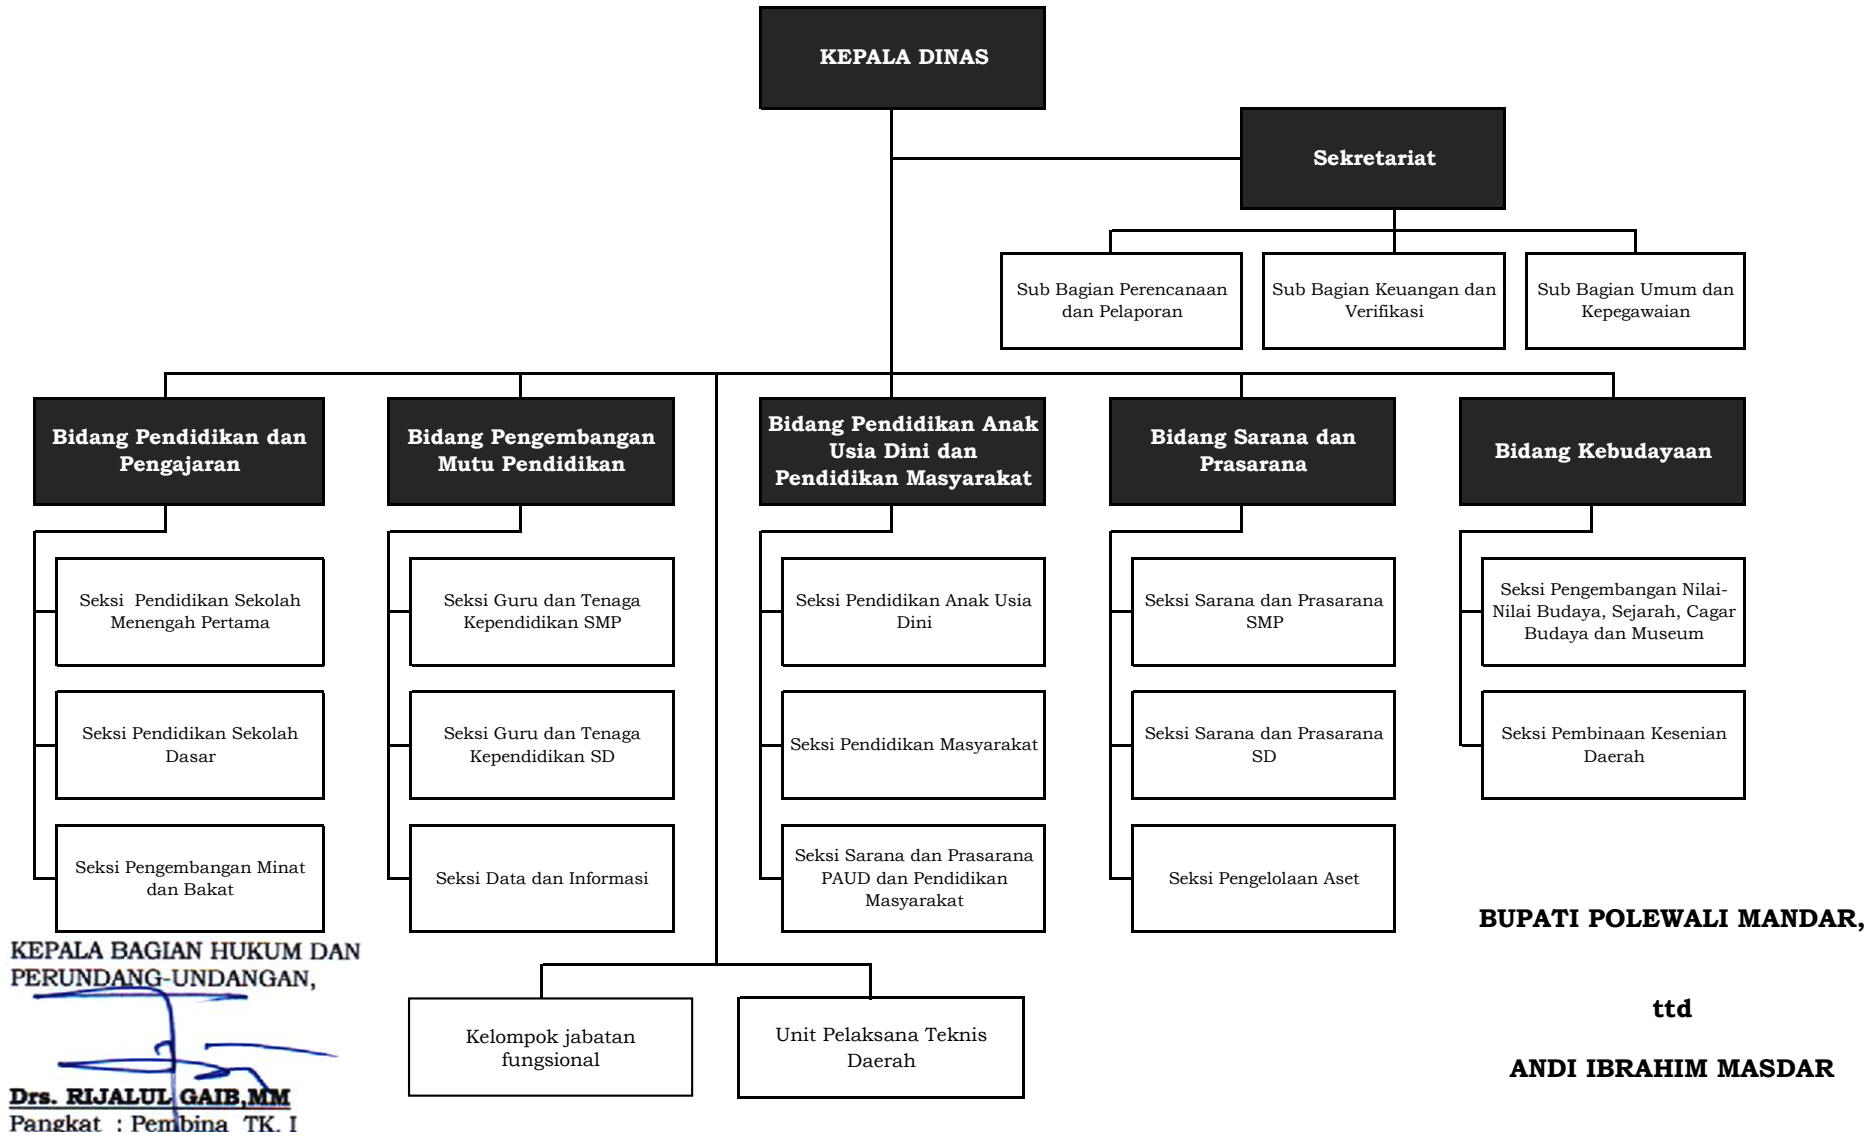 KEPALA DINAS
Sekretariat
Sub Bagian Perencanaan
dan Pelaporan
Sub Bagian Keuangan dan
Verifikasi
Sub Bagian Umum dan
Kepegawaian
Bidang Pendidikan dan
Pengajaran
Bidang Pengembangan
Mutu Pendidikan
Bidang Pendidikan Anak
Usia Dini dan
Pendidikan Masyarakat
Bidang Sarana dan
Prasarana
Bidang Kebudayaan
Seksi  Pendidikan Sekolah
Menengah Pertama
Seksi Guru dan Tenaga
Kependidikan SMP
Seksi Pendidikan Anak Usia
Dini
Seksi Sarana dan Prasarana
SMP
Seksi Pengembangan Nilai-
Nilai Budaya, Sejarah, Cagar
Budaya dan Museum
Seksi Pendidikan Sekolah
Dasar
Seksi Guru dan Tenaga
Kependidikan SD
Seksi Pendidikan Masyarakat
Seksi Sarana dan Prasarana
SD
Seksi Pembinaan Kesenian
Daerah
Seksi Pengembangan Minat
dan Bakat
Seksi Data dan Informasi
Seksi Sarana dan Prasarana
PAUD dan Pendidikan
Masyarakat
Seksi Pengelolaan Aset
Kelompok jabatan
fungsional
Unit Pelaksana Teknis
Daerah
KEPALA BAGIAN HUKUM DAN
PERUNDANG-UNDANGAN,
Drs. RIJALUL GAIB,MM
Pangkat : Pembina TK. I
BUPATI POLEWALI MANDAR,
ttd
ANDI IBRAHIM MASDAR